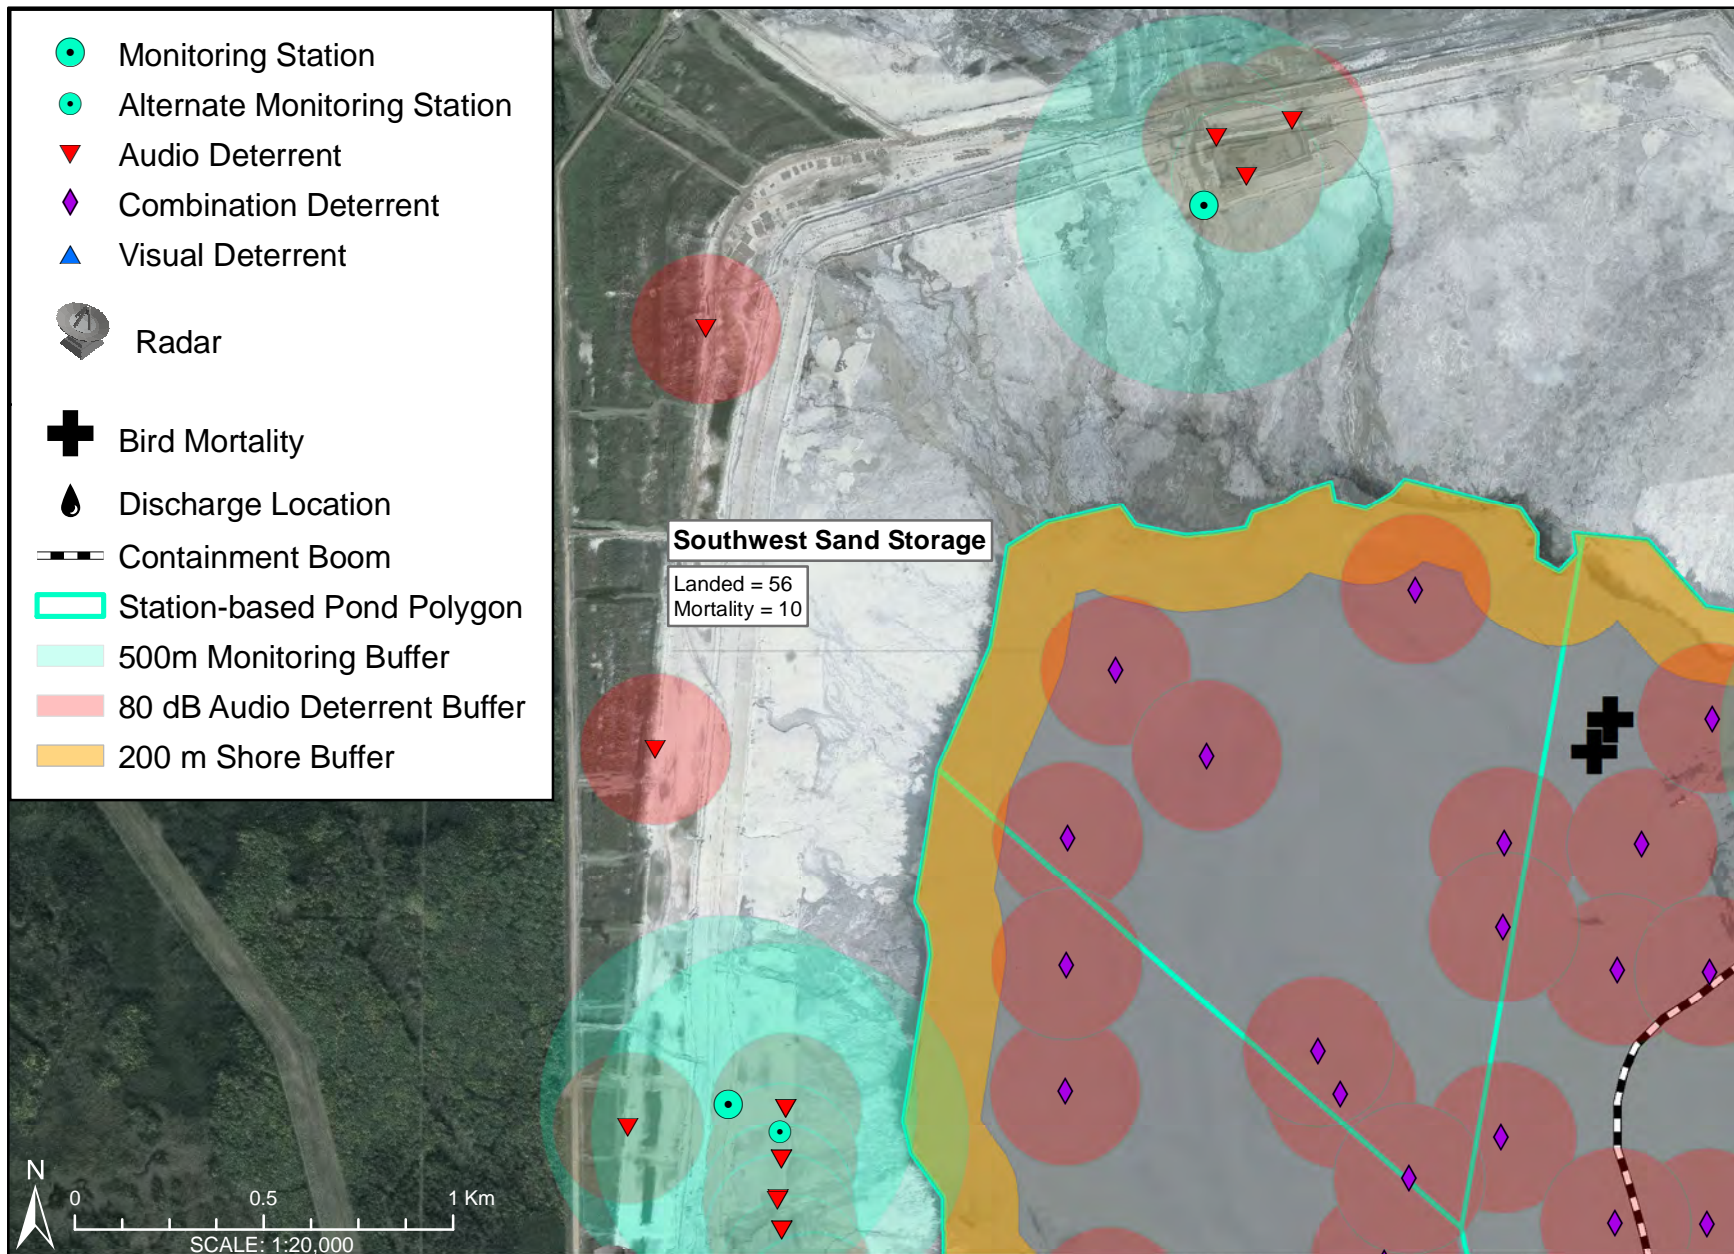 Monitoring Station
Alternate Monitoring Station
Audio Deterrent
Combination Deterrent
Visual Deterrent
Radar
Bird Mortality
Discharge Location
Containment Boom
Station-based Pond Polygon
500m Monitoring Buffer
80 dB Audio Deterrent Buffer
200 m Shore Buffer
Southwest Sand Storage
Landed = 56
Mortality = 10
N
0 0.5 1 Km
SCALE: 1:20,000